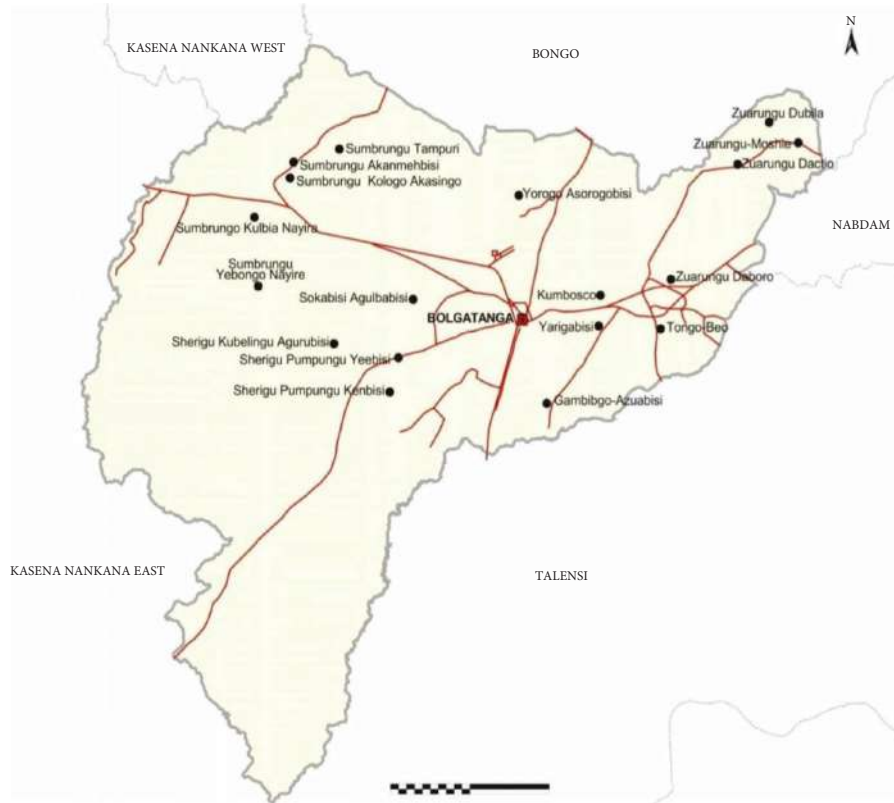 N
KASENA NANKANA WEST
BONGO
Zuarungu Dubila
Zuarungu-Moshie
Zuarungu Dactio
Sumbrungu Tampuri
Sumbrungu Akanmehbisi
Sumbrungu Kologo Akasingo
Yorogo Asorogobisi
Sumbrungo Kulbia Nayira
NABDAM
Sumbrungu
Yebongo Nayire
Zuarungu Daboro
Sokabisi Agulbabisi
Kumbosco
BOLGATANGA
Yarigabisi
Tongo-Beo
Sherigu Kubelingu Agurubisi
Sherigu Pumpungu Yeebisi
Sherigu Pumpungu Kenbisi
Gambibgo-Azuabisi
KASENA NANKANA EAST
TALENSI